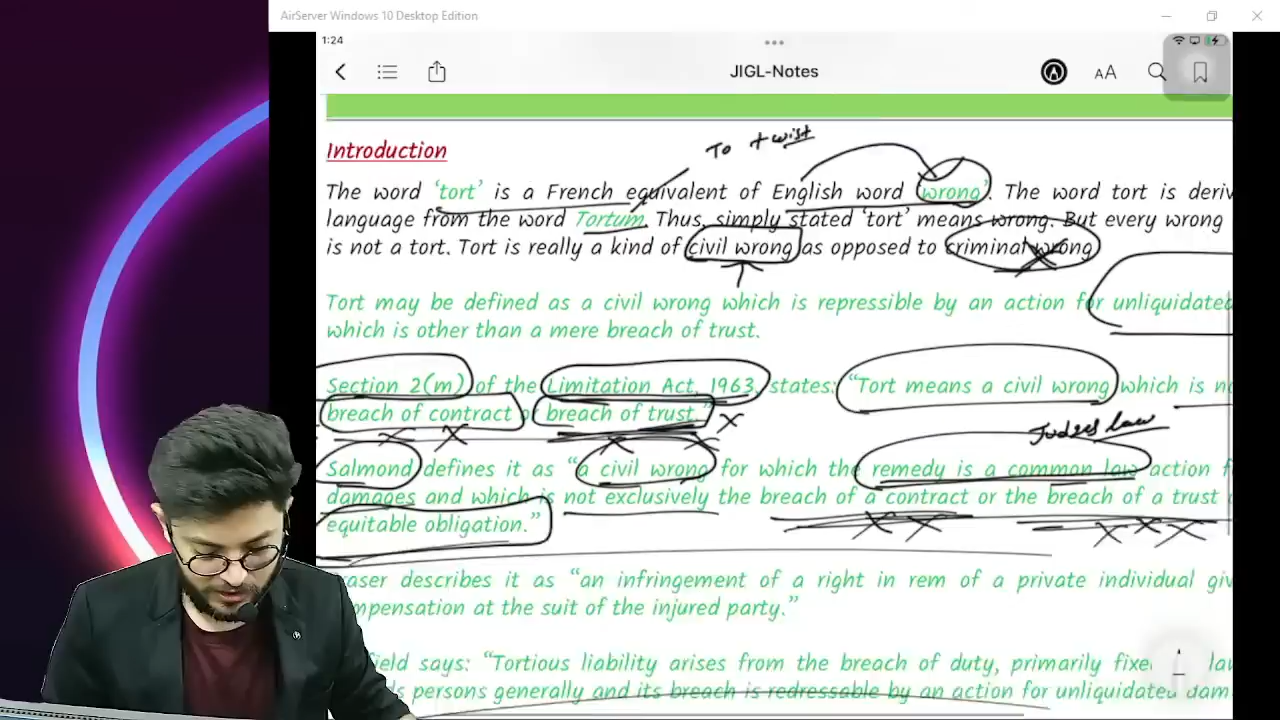 AirServer Windows 10 Desktop Edition
1:24
JIGL-Notes
AA
To twist
Introduction
The word 'tort' is a French equivalent of English word 'wrong'. The word tort is deriv
language from the word Tortum. Thus, simply stated 'tort' means wrong. But every wrong
is not a tort. Tort is really a kind of civil wrong as opposed to criminal wrong
Tort may be defined as a civil wrong which is repressible by an action for unliquidated
which is other than a mere breach of trust.
Section 2(m) of the Limitation Act, 1963, states: "Tort means a civil wrong which is no
breach of contract or breach of trust."
Judges law
Salmond defines it as "a civil wrong for which the remedy is a common law action f
damages and which is not exclusively the breach of a contract or the breach of a trust
equitable obligation."
aser describes it as "an infringement of a right in rem of a private individual giv
mpensation at the suit of the injured party."
field says: "Tortious liability arises from the breach of duty, primarily fixe law
s persons generally and its breach is redressable by an action for unliquidated dam